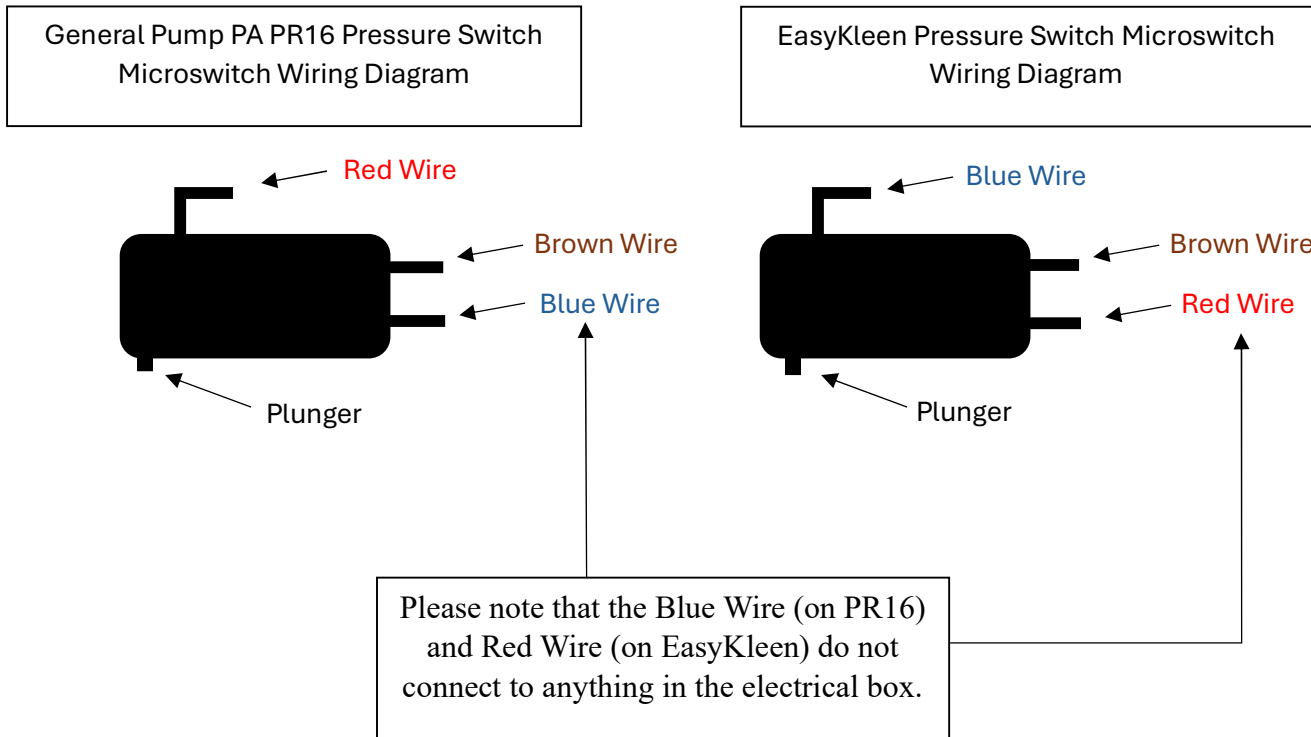 General Pump PA PR16 Pressure Switch
Microswitch Wiring Diagram
Red Wire
Brown Wire
Blue Wire
Plunger
EasyKleen Pressure Switch Microswitch
Wiring Diagram
Blue Wire
Brown Wire
Red Wire
Plunger
Please note that the Blue Wire (on PR16)
and Red Wire (on EasyKleen) do not
connect to anything in the electrical box.